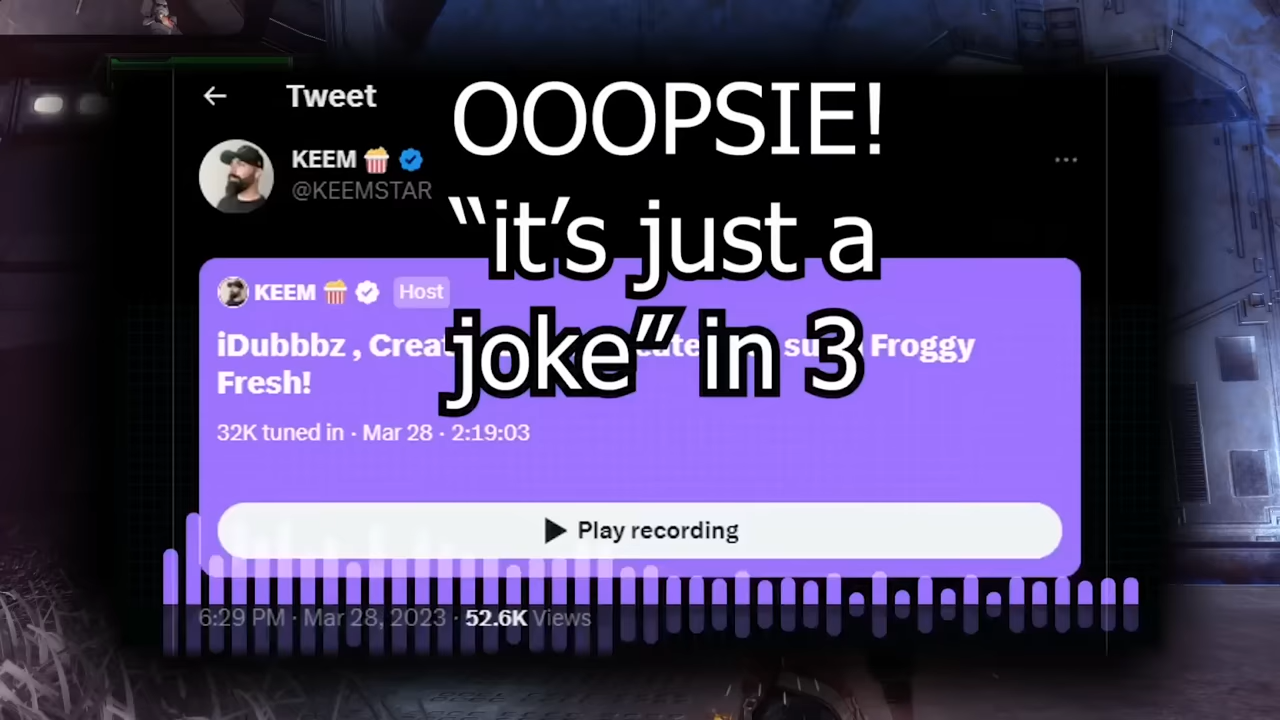 Tweet
OOOPSIE!
“it’s just a
joke” in 3
KEEM
@KEEMSTAR
KEEM Host
iDubbbz , Froggy
Fresh!
32K tuned in · Mar 28 · 2:19:03
Play recording
6:29 PM · Mar 28, 2023 · 52.6K Views